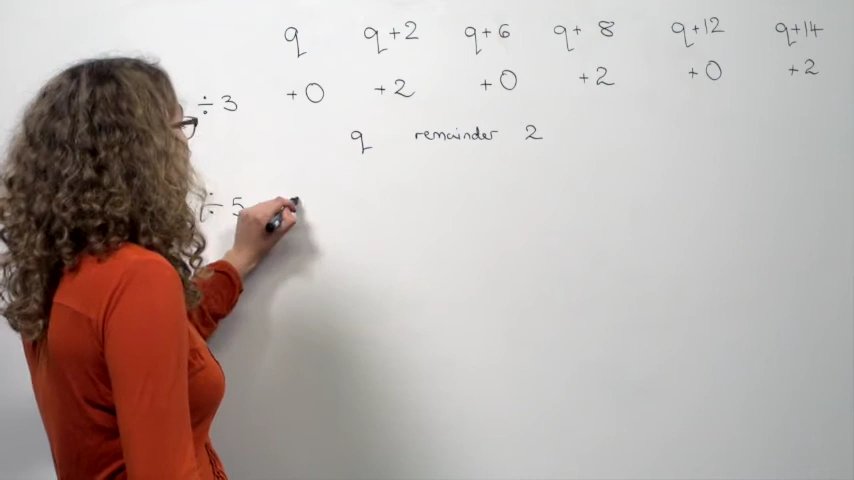 q q+2 q+6 q+8 q+12 q+14
÷3 +0 +2 +0 +2 +0 +2
q remainder 2
÷5